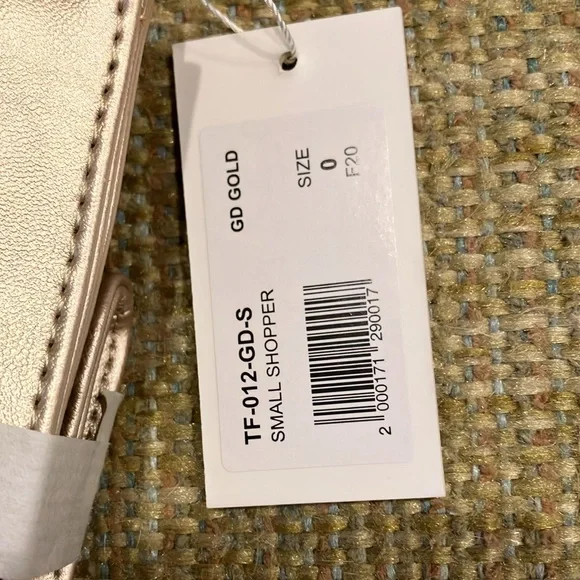 TF-012-GD-S
SMALL SHOPPER
GD GOLD
SIZE
0
F20
2 000171 290017